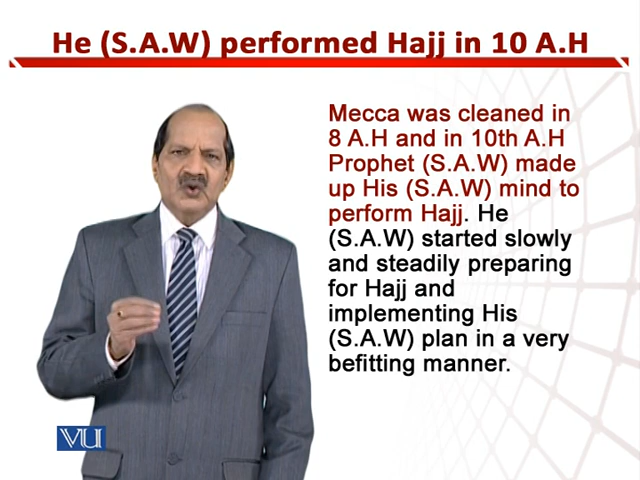 He (S.A.W) performed Hajj in 10 A.H
Mecca was cleaned in
8 A.H and in 10th A.H
Prophet (S.A.W) made
up His (S.A.W) mind to
perform Hajj. He
(S.A.W) started slowly
and steadily preparing
for Hajj and
implementing His
(S.A.W) plan in a very
befitting manner.
VU